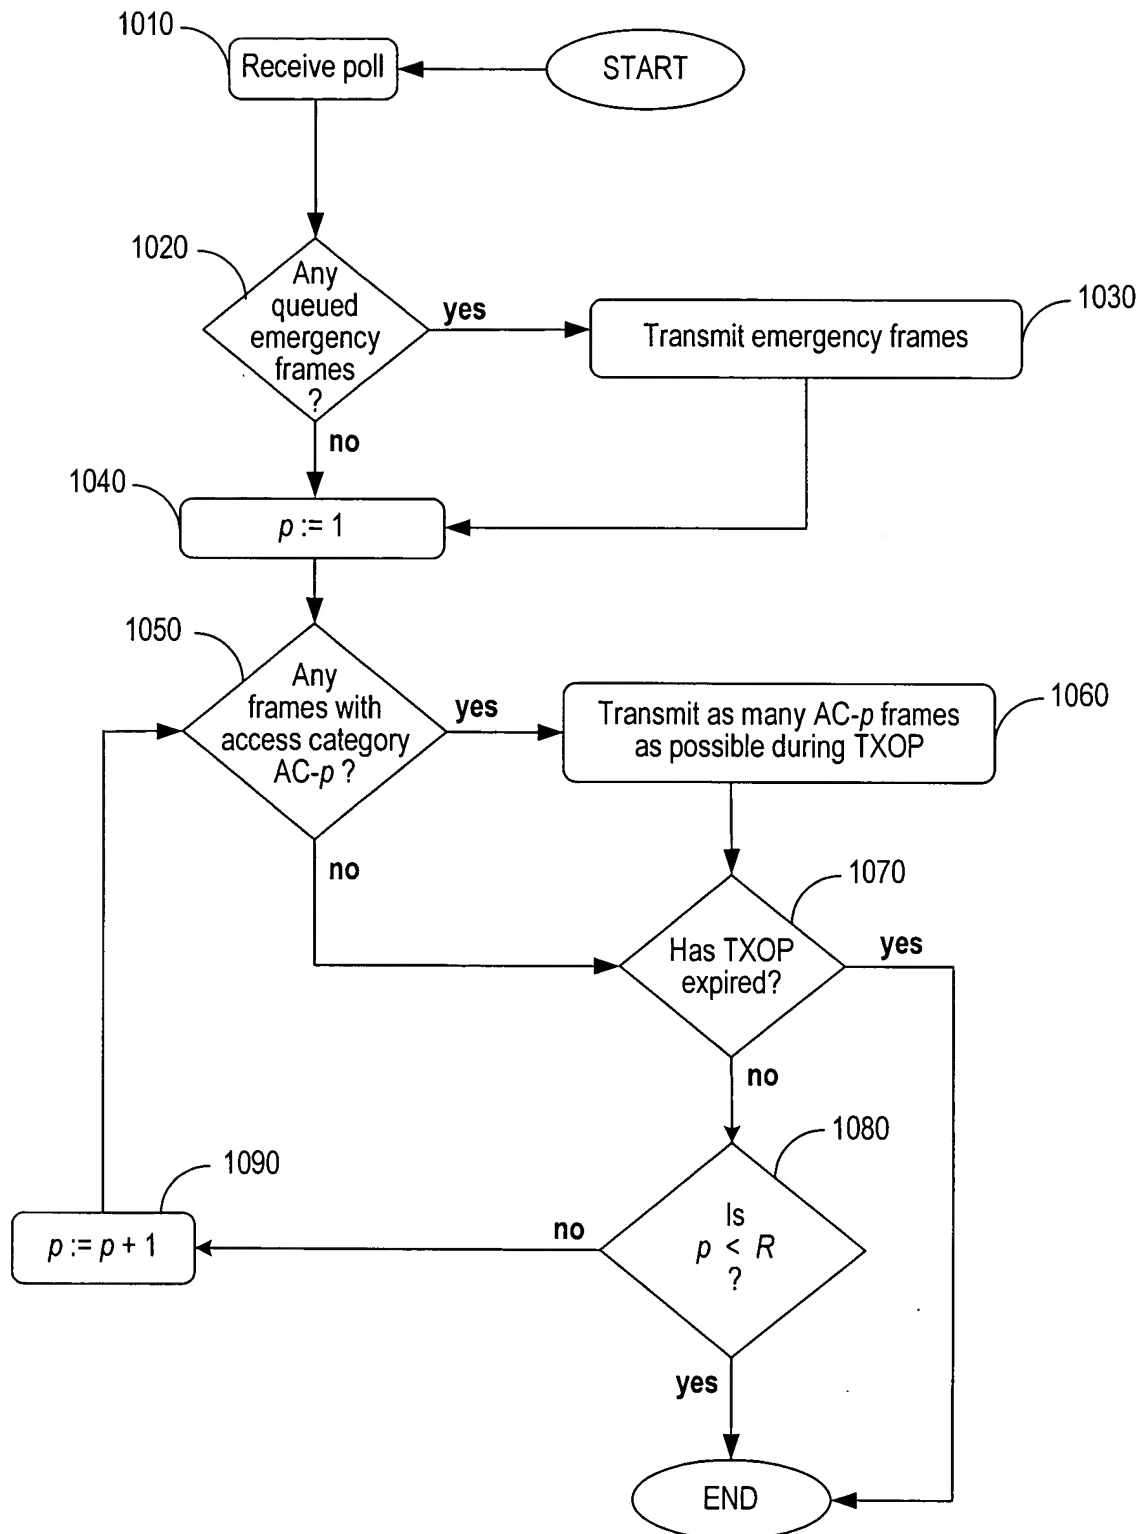 1010
Receive poll
START
1020
Any
queued
emergency
frames
?
yes
1030
Transmit emergency frames
no
1040
p := 1
1050
Any
frames with
access category
AC-p ?
yes
1060
Transmit as many AC-p frames
as possible during TXOP
no
1070
Has TXOP
expired?
yes
no
1080
Is
p < R
?
1090
p := p + 1
no
yes
END